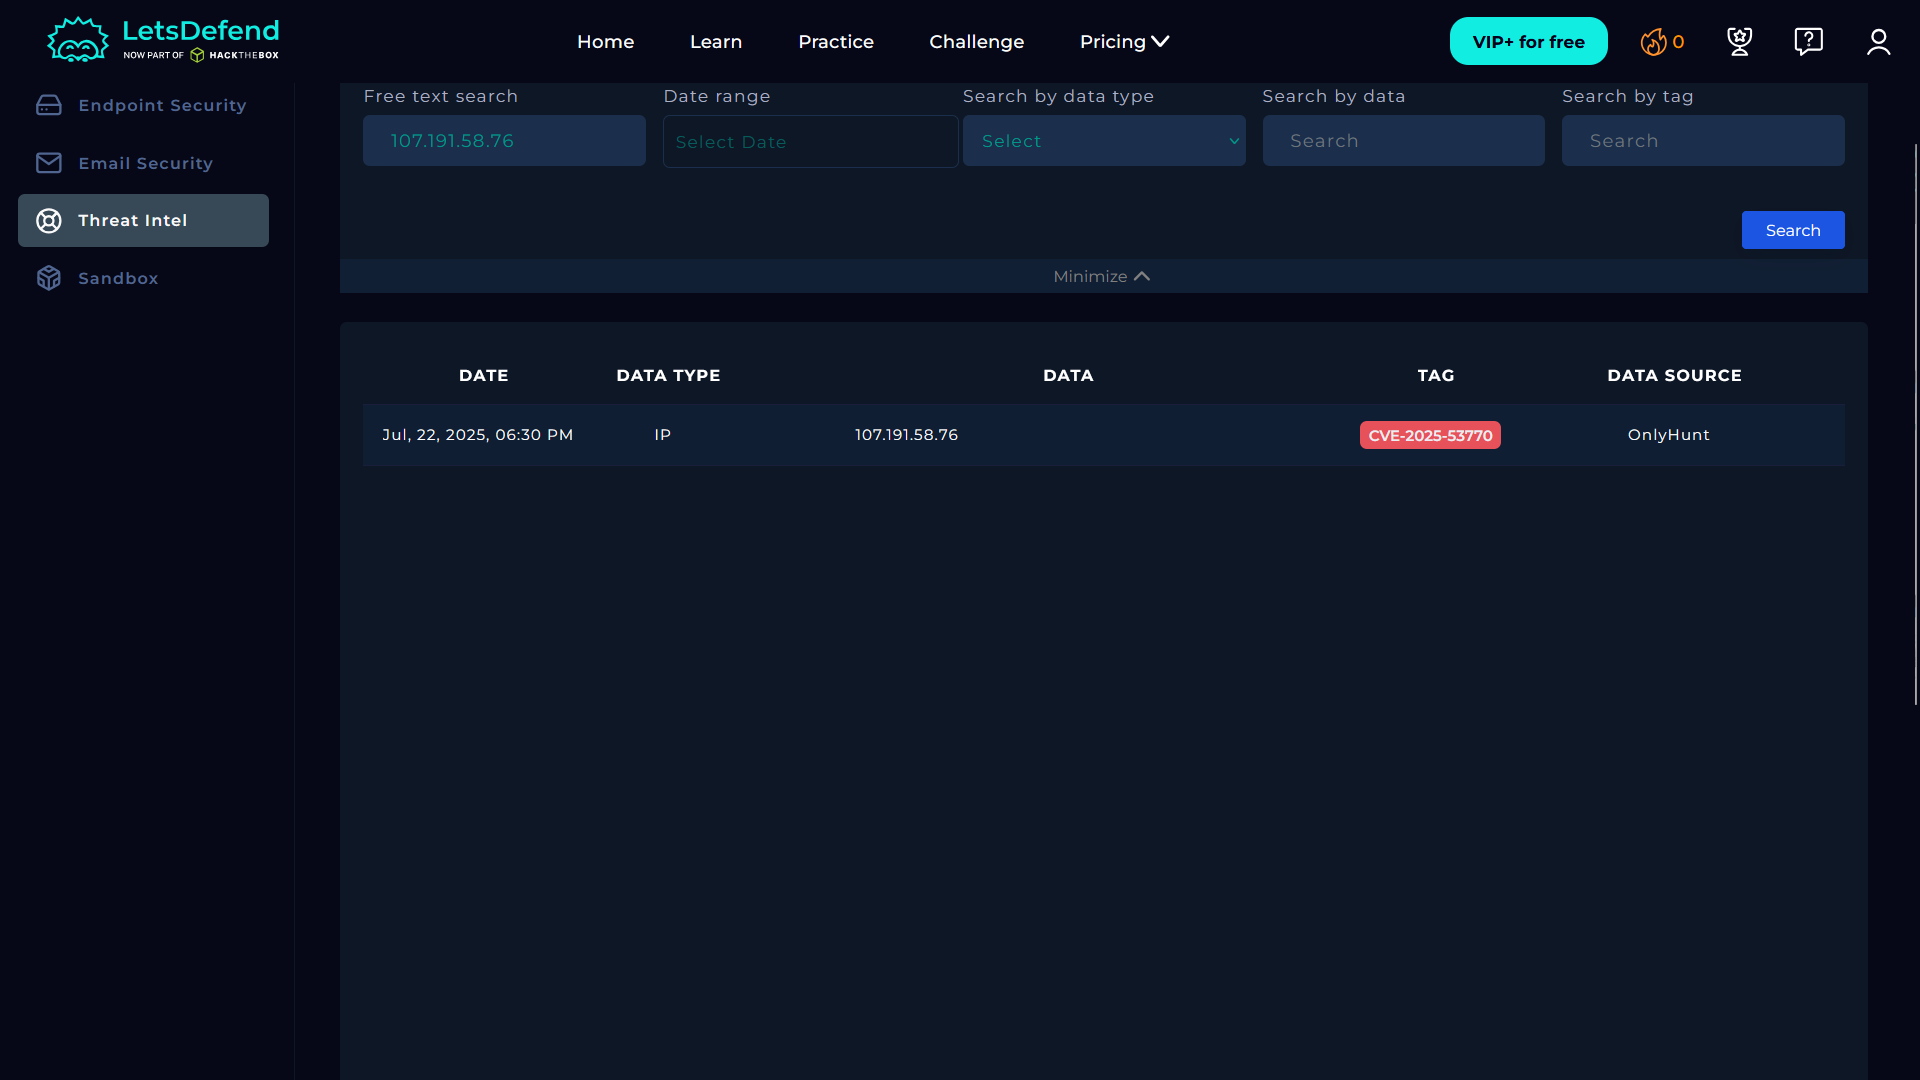 LetsDefend
NOW PART OF HACKTHEBOX
Home
Learn
Practice
Challenge
Pricing
VIP+ for free
0
Endpoint Security
Email Security
Threat Intel
Sandbox
Free text search
Date range
Search by data type
Search by data
Search by tag
107.191.58.76
Select Date
Select
Search
Search
Search
Minimize
DATE
DATA TYPE
DATA
TAG
DATA SOURCE
Jul, 22, 2025, 06:30 PM
IP
107.191.58.76
CVE-2025-53770
OnlyHunt